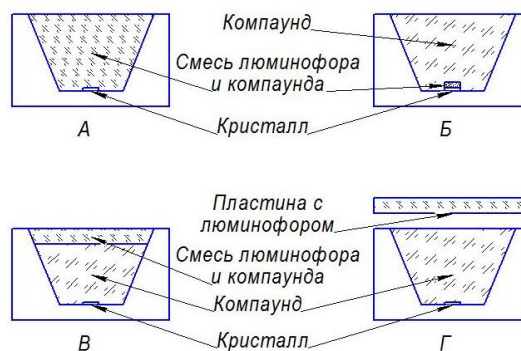 Компаунд
Смесь люминофора
и компаунда
Кристалл
А
Б
Пластина с
люминофором
Смесь люминофора
и компаунда
Компаунд
Кристалл
В
Г